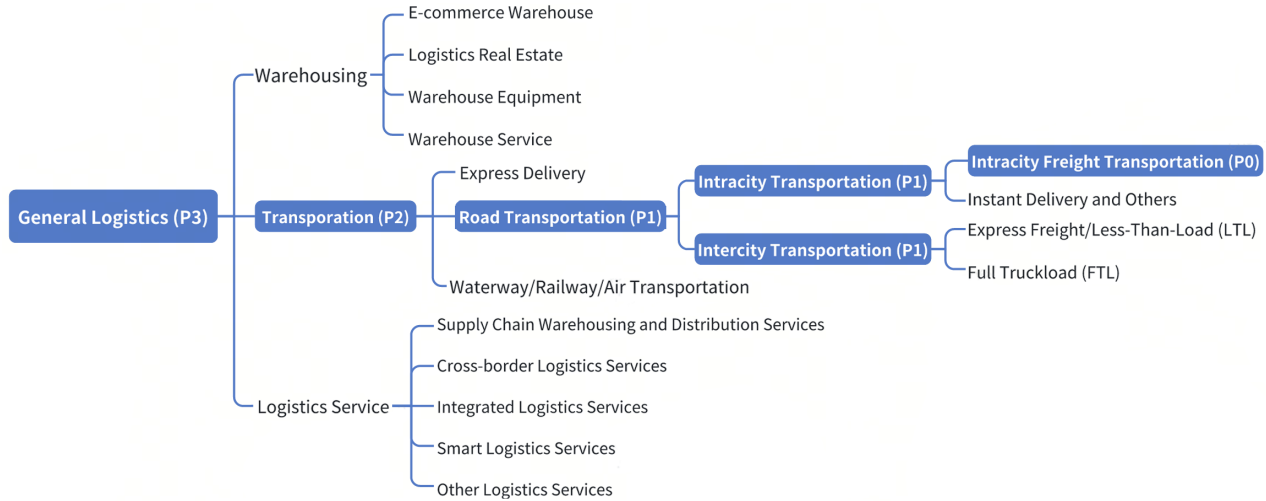 E-commerce Warehouse
Logistics Real Estate
Warehousing
Warehouse Equipment
Warehouse Service
Intracity Freight Transportation (P0)
Express Delivery
Intracity Transportation (P1)
Instant Delivery and Others
General Logistics (P3)
Transporation (P2)
Road Transportation (P1)
Express Freight/Less-Than-Load (LTL)
Intercity Transportation (P1)
Full Truckload (FTL)
Waterway/Railway/Air Transportation
Supply Chain Warehousing and Distribution Services
Cross-border Logistics Services
Logistics Service
Integrated Logistics Services
Smart Logistics Services
Other Logistics Services